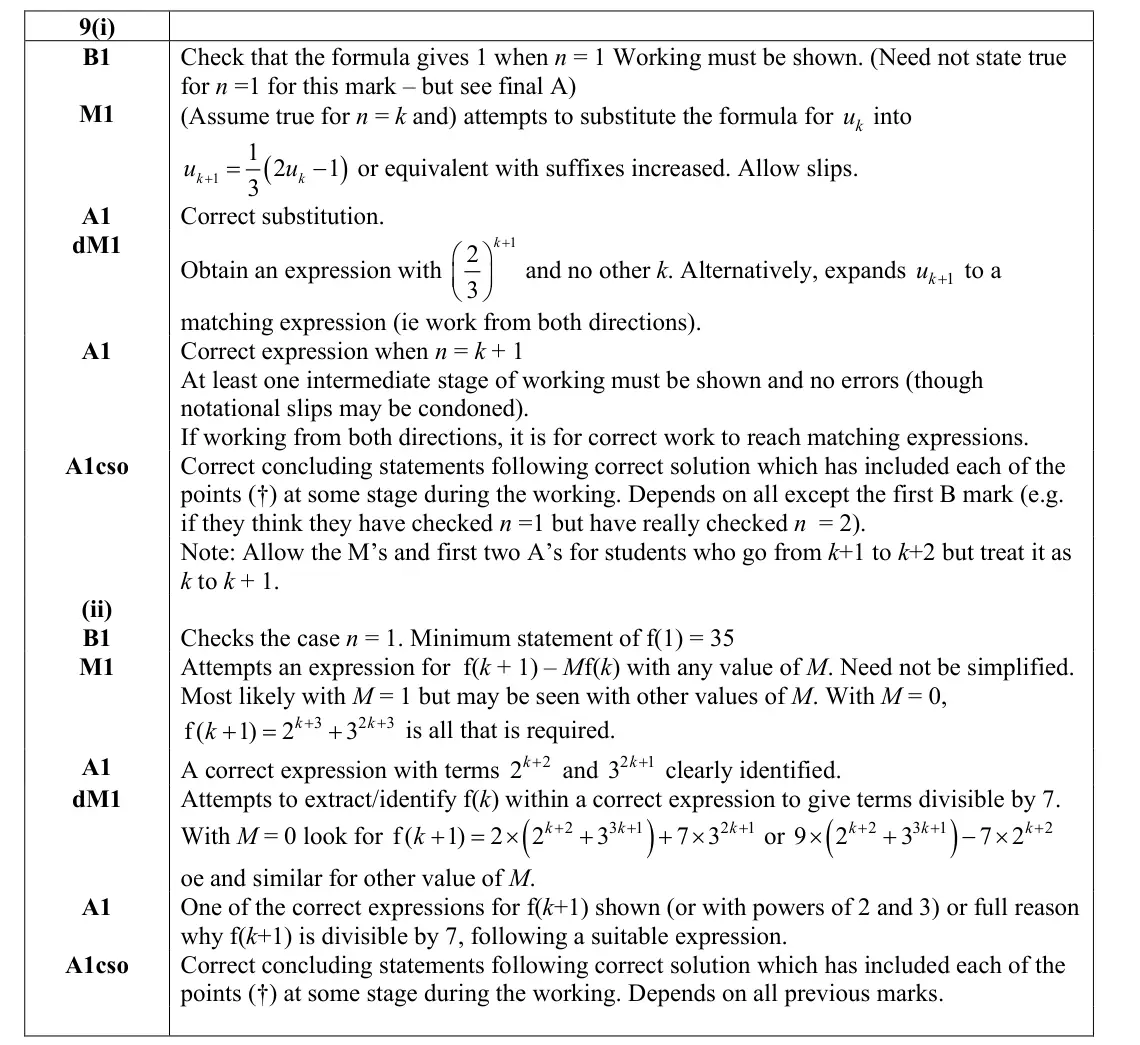 9(i)
B1 Check that the formula gives 1 when n = 1 Working must be shown. (Need not state true
for n =1 for this mark – but see final A)
M1 (Assume true for n = k and) attempts to substitute the formula for u_k into
u_{k+1} = \frac{1}{3}(2u_k − 1) or equivalent with suffixes increased. Allow slips.
A1 Correct substitution.
dM1 Obtain an expression with (\frac{2}{3})^{k+1} and no other k. Alternatively, expands u_{k+1} to a
matching expression (ie work from both directions).
A1 Correct expression when n = k + 1
At least one intermediate stage of working must be shown and no errors (though
notational slips may be condoned).
If working from both directions, it is for correct work to reach matching expressions.
A1cso Correct concluding statements following correct solution which has included each of the
points (†) at some stage during the working. Depends on all except the first B mark (e.g.
if they think they have checked n =1 but have really checked n = 2).
Note: Allow the M’s and first two A’s for students who go from k+1 to k+2 but treat it as
k to k + 1.
(ii)
B1 Checks the case n = 1. Minimum statement of f(1) = 35
M1 Attempts an expression for f(k + 1) – Mf(k) with any value of M. Need not be simplified.
Most likely with M = 1 but may be seen with other values of M. With M = 0,
f(k+1) = 2^{k+3} + 3^{2k+3} is all that is required.
A1 A correct expression with terms 2^{k+2} and 3^{2k+1} clearly identified.
dM1 Attempts to extract/identify f(k) within a correct expression to give terms divisible by 7.
With M = 0 look for f(k+1) = 2×(2^{k+2} + 3^{3k+1}) + 7×3^{2k+1} or 9×(2^{k+2} + 3^{3k+1}) − 7×2^{k+2}
oe and similar for other value of M.
A1 One of the correct expressions for f(k+1) shown (or with powers of 2 and 3) or full reason
why f(k+1) is divisible by 7, following a suitable expression.
A1cso Correct concluding statements following correct solution which has included each of the
points (†) at some stage during the working. Depends on all previous marks.